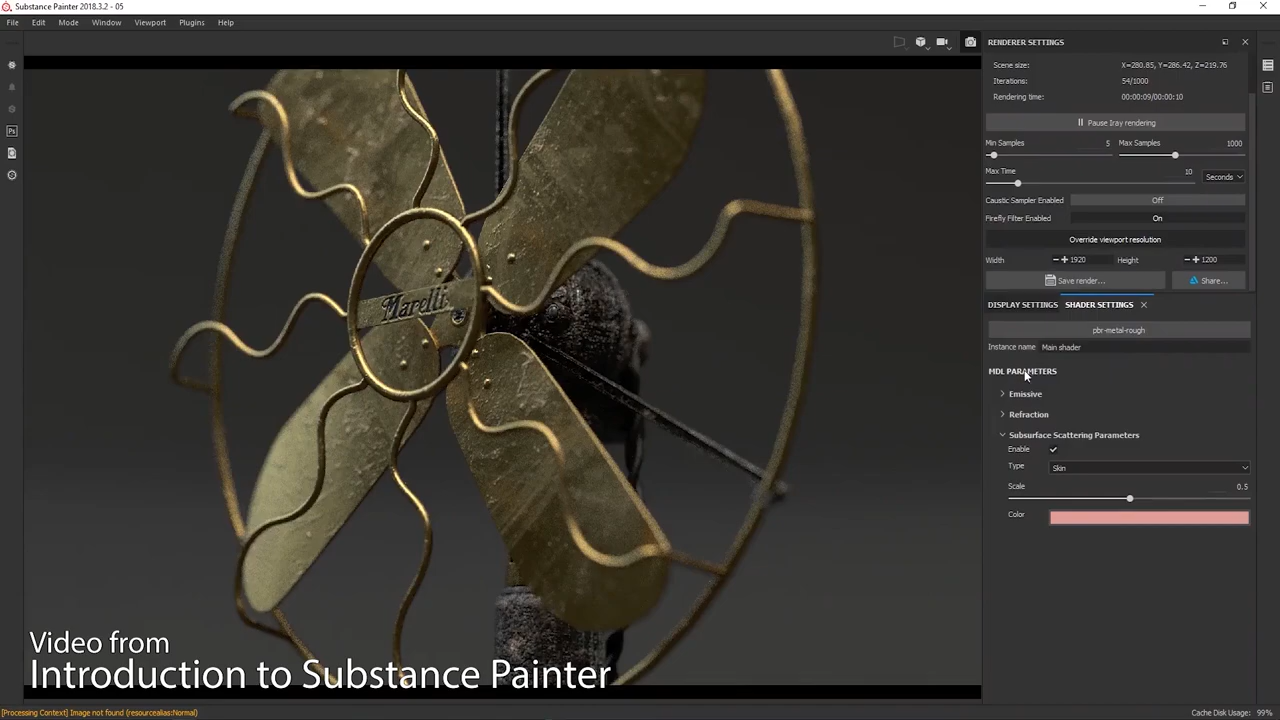 Substance Painter 2018.3.2 - 05
File Edit Mode Window Viewport Plugins Help
RENDERER SETTINGS
Scene size: X=280.85, Y=286.42, Z=219.76
Iterations: 54/1000
Rendering time: 00:00:09/00:00:10
Pause Iray rendering
Min Samples 5 Max Samples 1000
Max Time 10 Seconds
Caustic Sampler Enabled Off
Firefly Filter Enabled On
Override viewport resolution
Width 1920 Height 1200
Save render... Share...
DISPLAY SETTINGS SHADER SETTINGS
pbr-metal-rough
Instance name Main shader
MDL PARAMETERS
Emissive
Refraction
Subsurface Scattering Parameters
Enable
Type Skin
Scale 0.5
Color
Ps
Marelli
Video from
Introduction to Substance Painter
[Processing Context] Image not found (resourcealias:Normal)
Cache Disk Usage: 99%